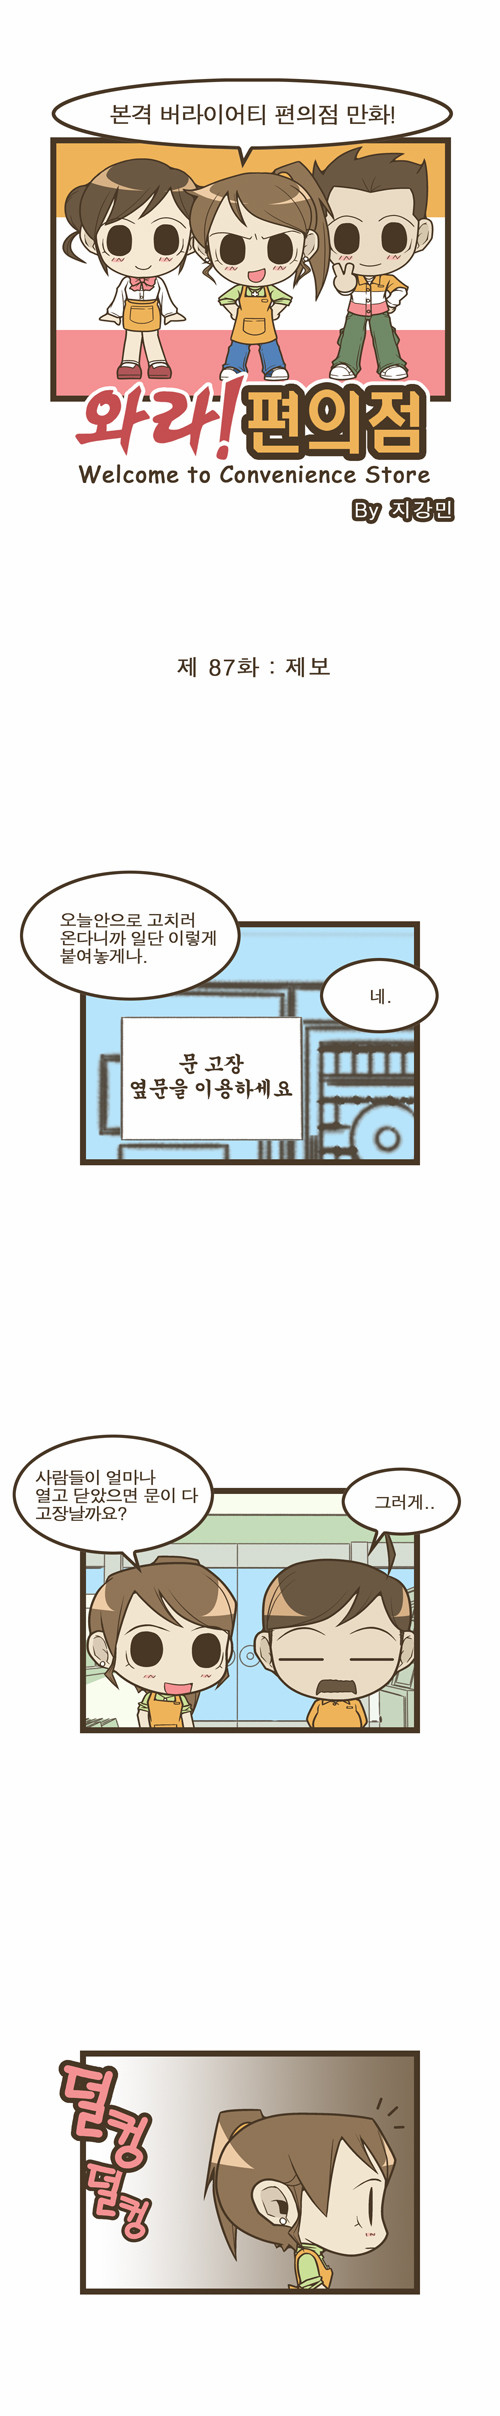 본격 버라이어티 편의점 만화!
와라! 편의점
Welcome to Convenience Store
By 지강민
제 87화 : 제보
오늘안으로 고치러
온다니까 일단 이렇게
붙여놓게나.
네.
문 고장
옆문을 이용하세요
사람들이 얼마나
열고 닫았으면 문이 다
고장날까요?
그러게..
덜컹
덜컹